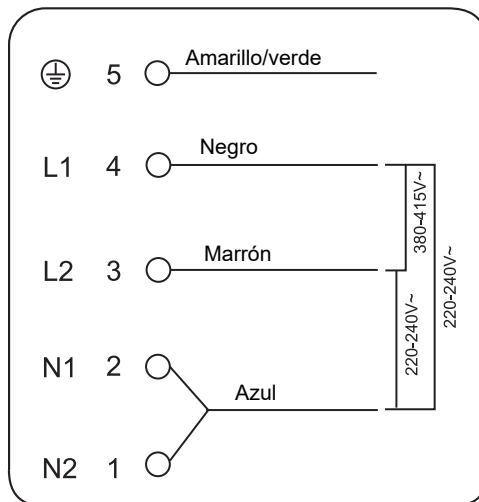 5 Amarillo/verde
L1 4 Negro
380-415V~
220-240V~
L2 3 Marrón
220-240V~
N1 2
Azul
N2 1